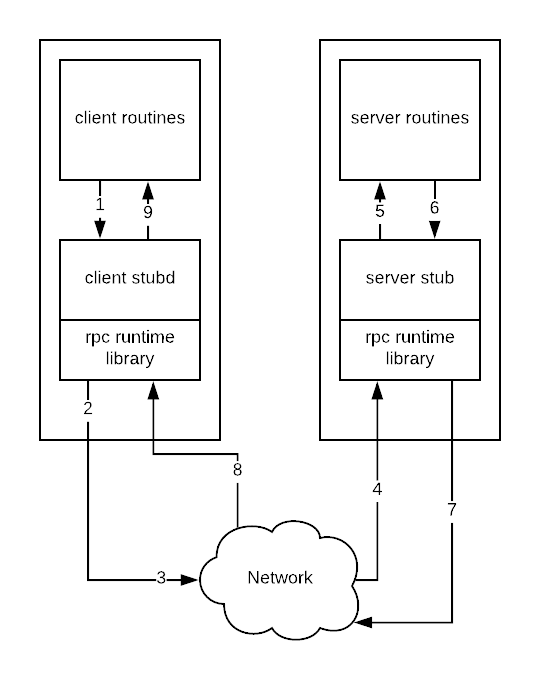 client routines
server routines
1
9
5
6
client stubd
server stub
rpc runtime
library
rpc runtime
library
2
8
4
7
3
Network